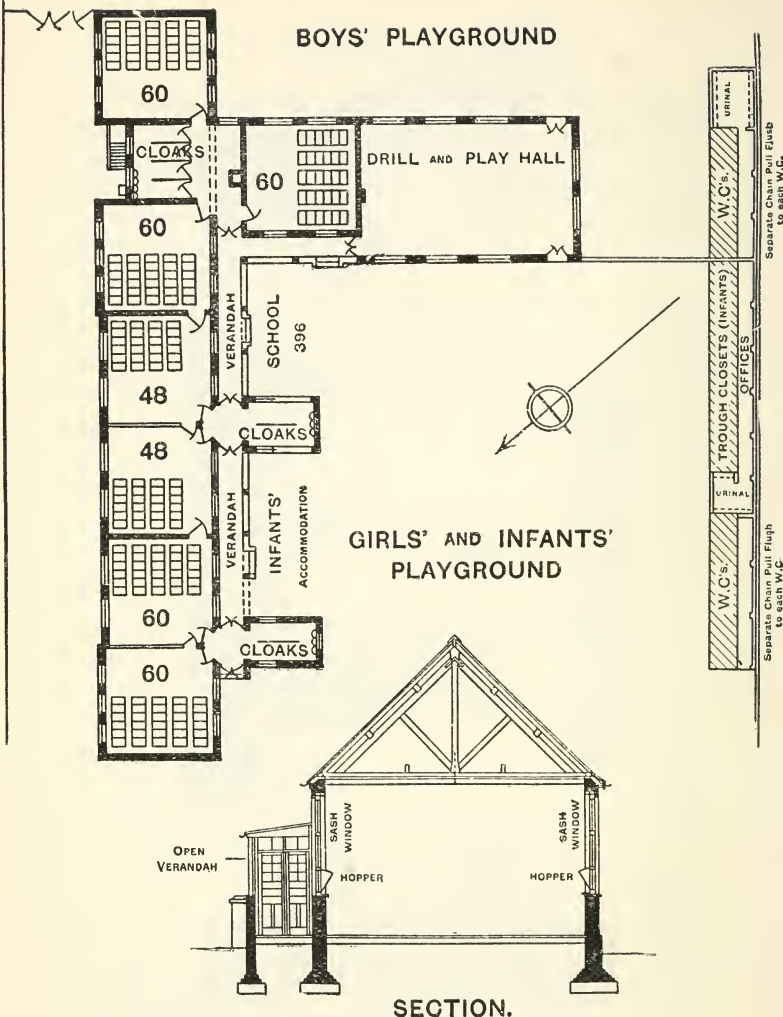 BOYS' PLAYGROUND
60
CLOAKS
60
DRILL AND PLAY HALL
URINAL
W.C's.
Separate Chain Pull Flush
to each W.C.
60
VERANDAH
SCHOOL
396
48
CLOAKS
TROUGH CLOSETS (INFANTS)
OFFICES
48
VERANDAH
INFANTS'
ACCOMMODATION
URINAL
GIRLS' AND INFANTS'
PLAYGROUND
60
CLOAKS
W.C's.
Separate Chain Pull Flush
to each W.C.
60
OPEN
VERANDAH
SASH
WINDOW
HOPPER
SASH
WINDOW
HOPPER
SECTION.